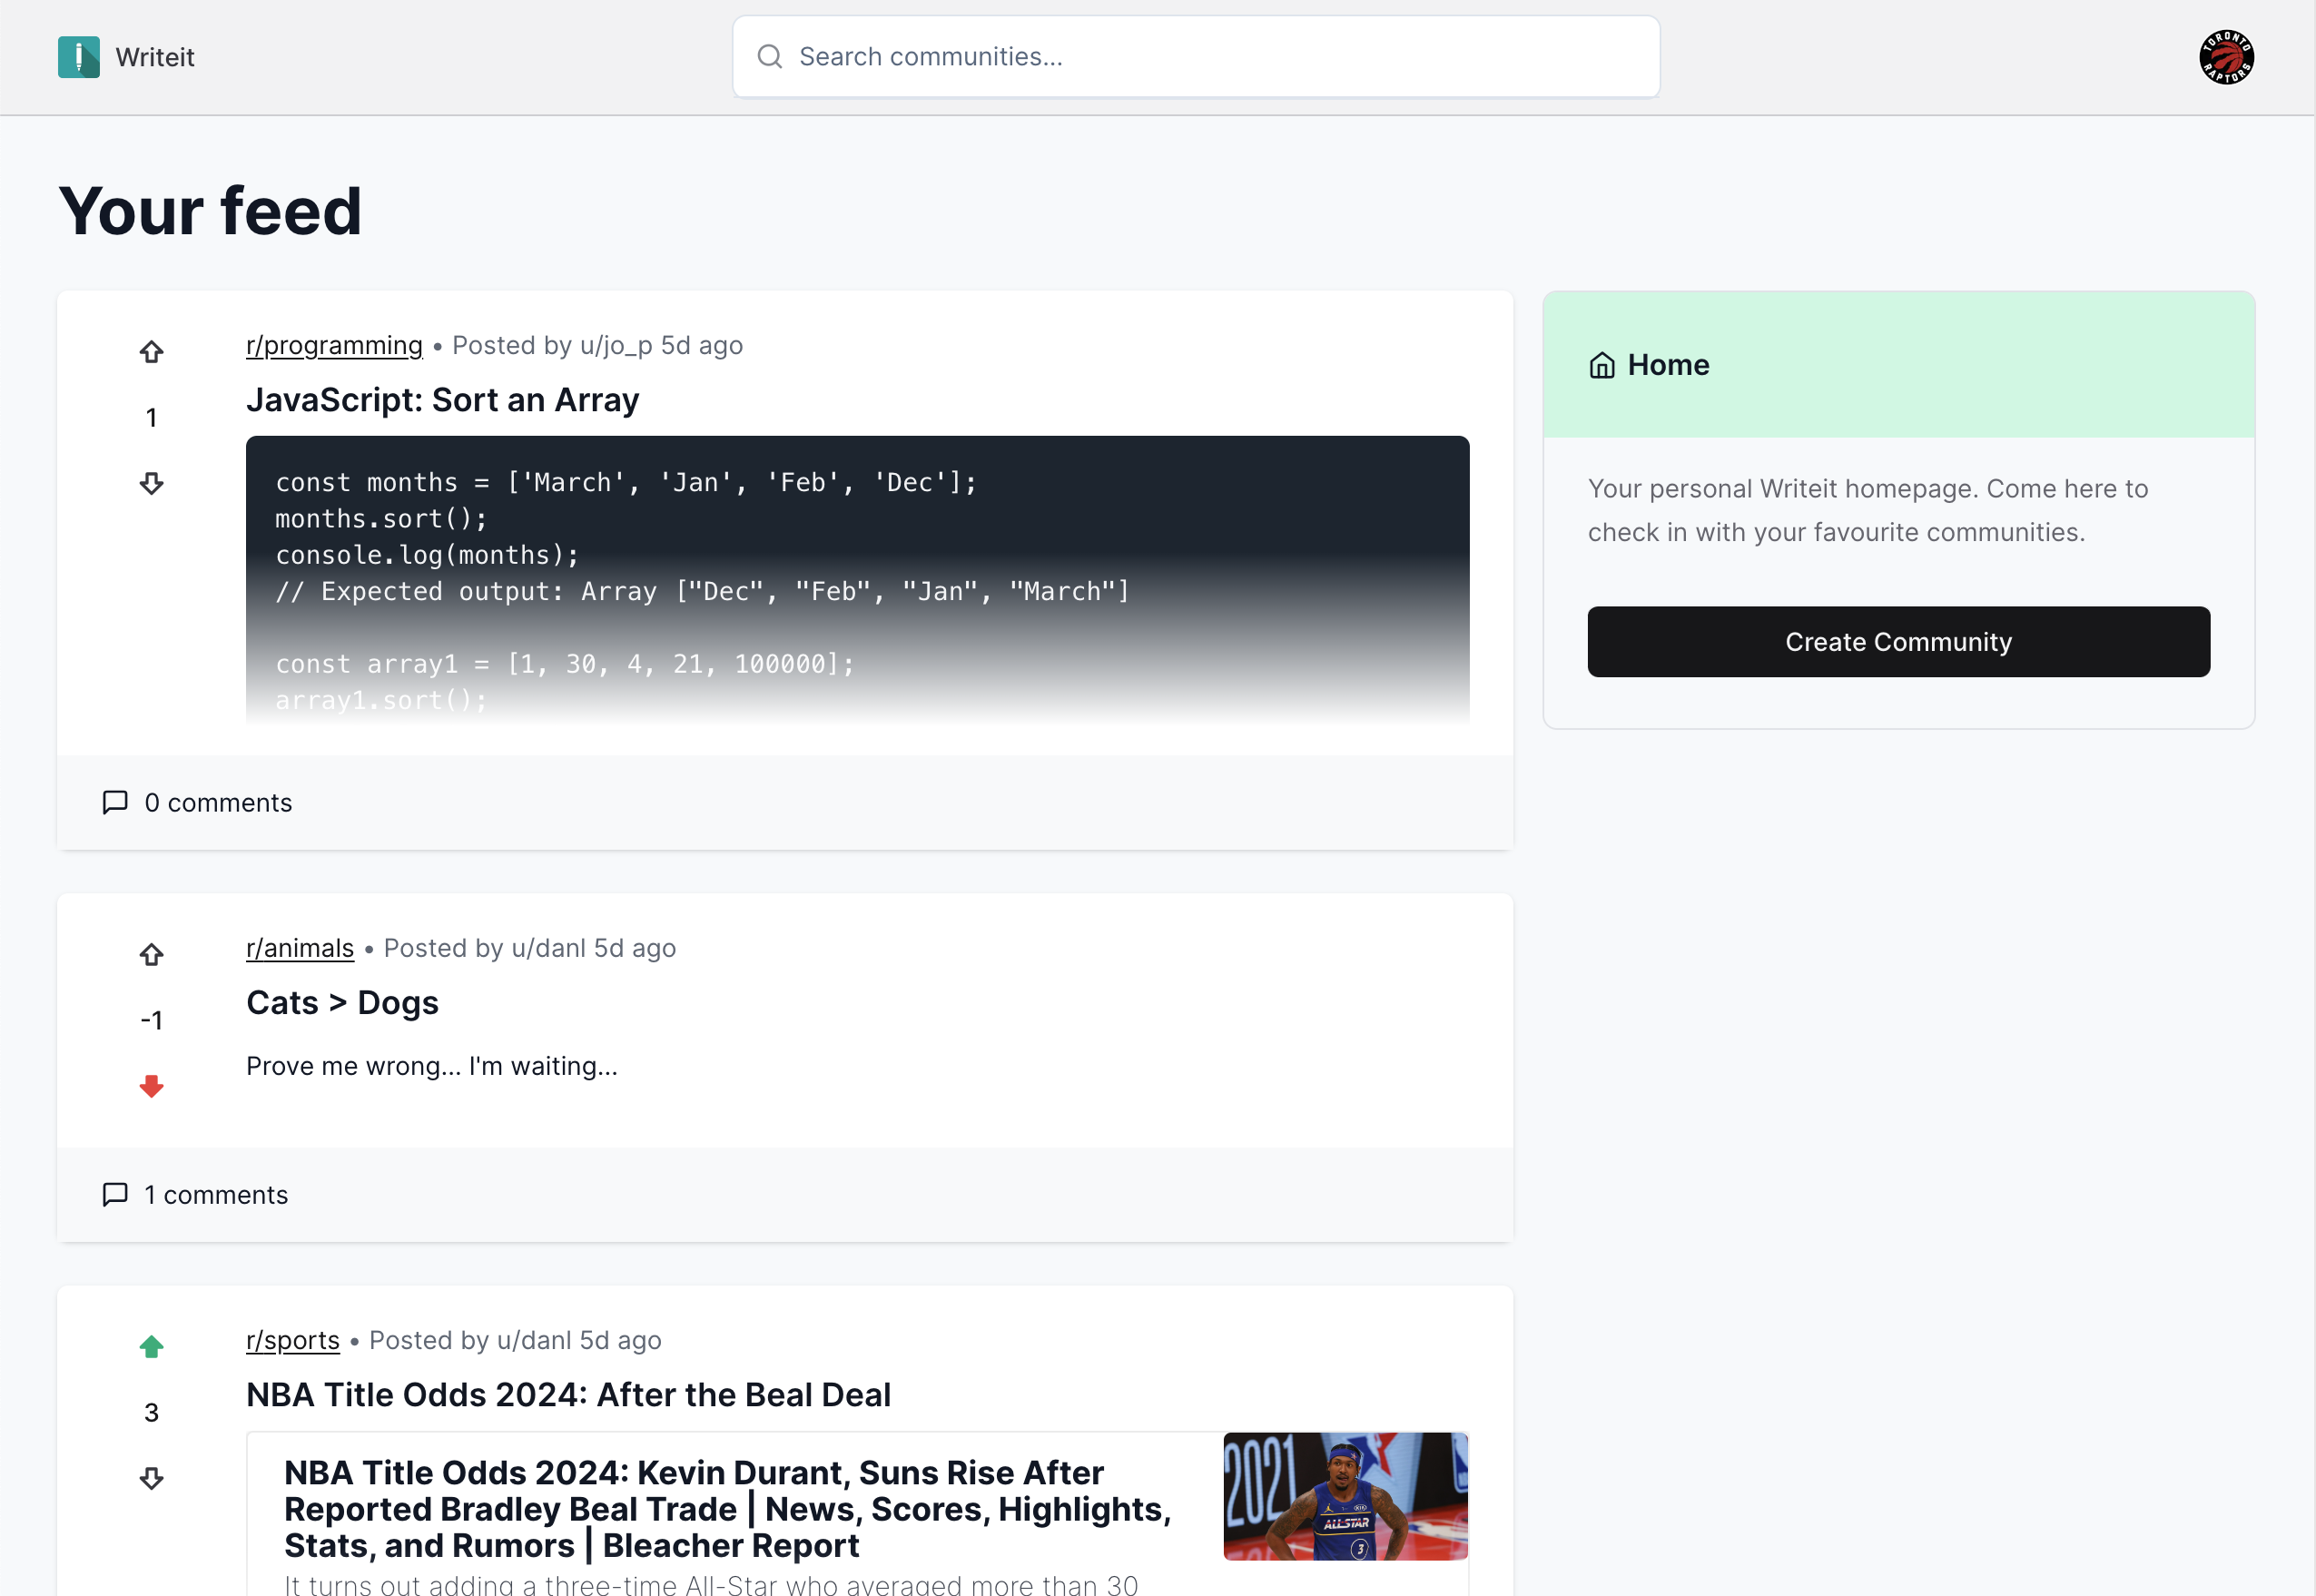 Writeit
Search communities...
TORONTO
RAPTORS
Your feed
r/programming • Posted by u/jo_p 5d ago
1
JavaScript: Sort an Array
const months = ['March', 'Jan', 'Feb', 'Dec'];
months.sort();
console.log(months);
// Expected output: Array ["Dec", "Feb", "Jan", "March"]
const array1 = [1, 30, 4, 21, 100000];
array1.sort();
0 comments
Home
Your personal Writeit homepage. Come here to
check in with your favourite communities.
Create Community
r/animals • Posted by u/danl 5d ago
-1
Cats > Dogs
Prove me wrong... I'm waiting...
1 comments
r/sports • Posted by u/danl 5d ago
3
NBA Title Odds 2024: After the Beal Deal
NBA Title Odds 2024: Kevin Durant, Suns Rise After
Reported Bradley Beal Trade | News, Scores, Highlights,
Stats, and Rumors | Bleacher Report
It turns out adding a three-time All-Star who averaged more than 30
2021
ALLSTAR
3